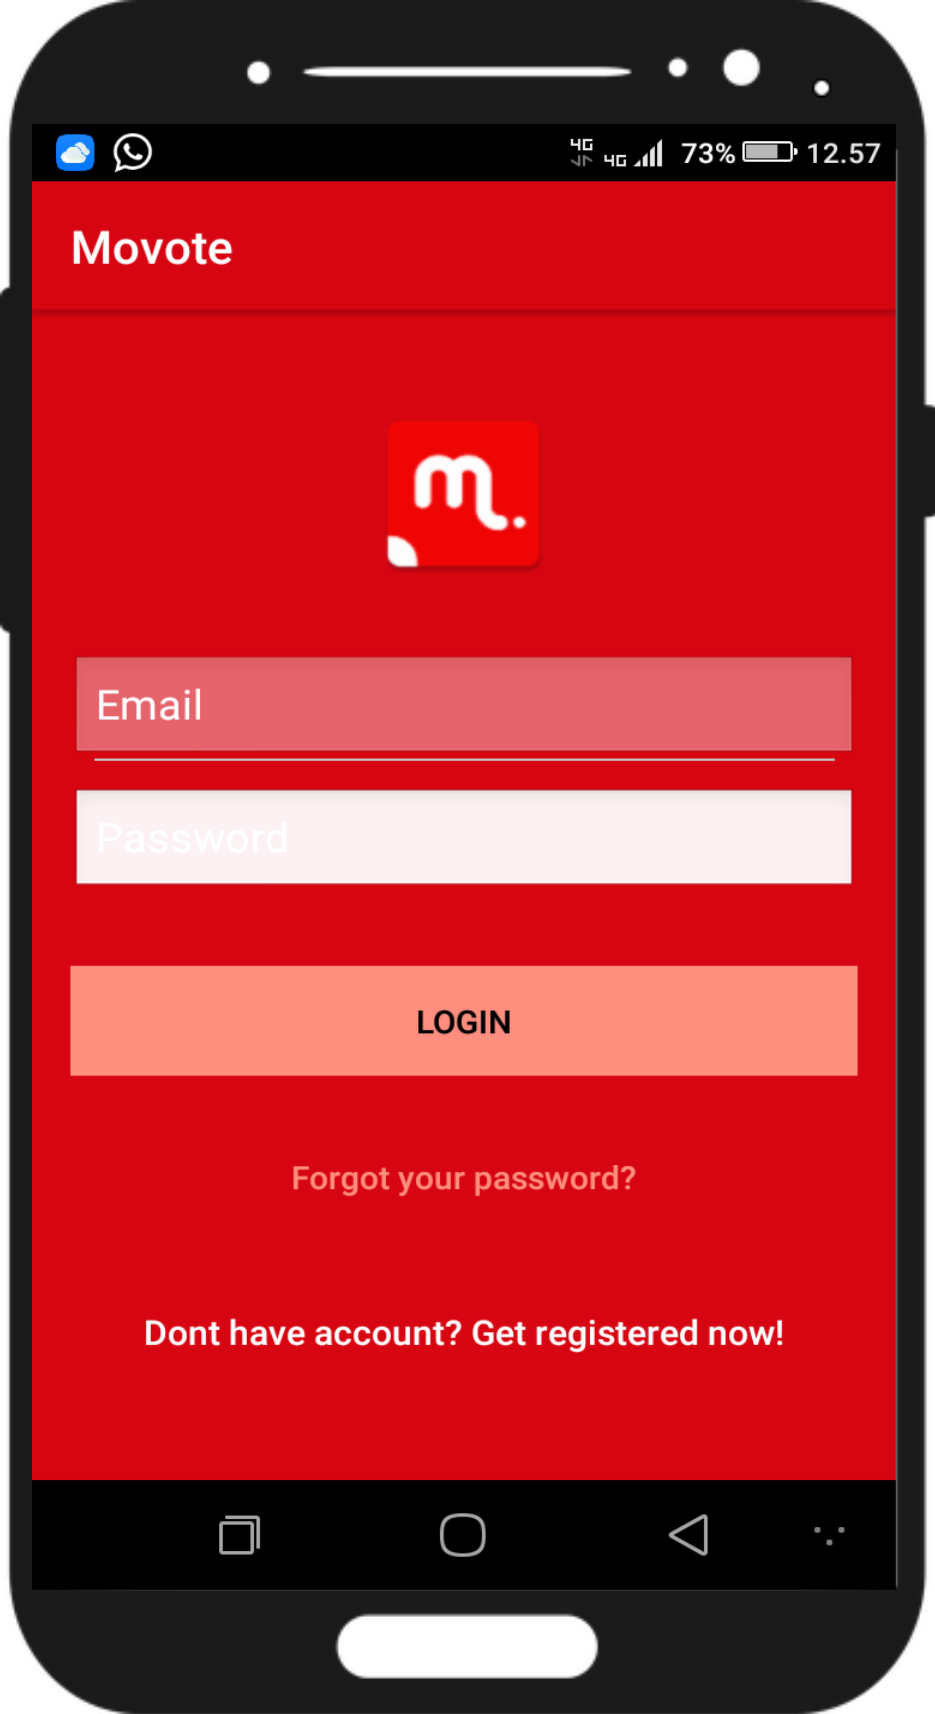 4G 4G 73% 12.57
Movote
m.
Email
Password
LOGIN
Forgot your password?
Dont have account? Get registered now!